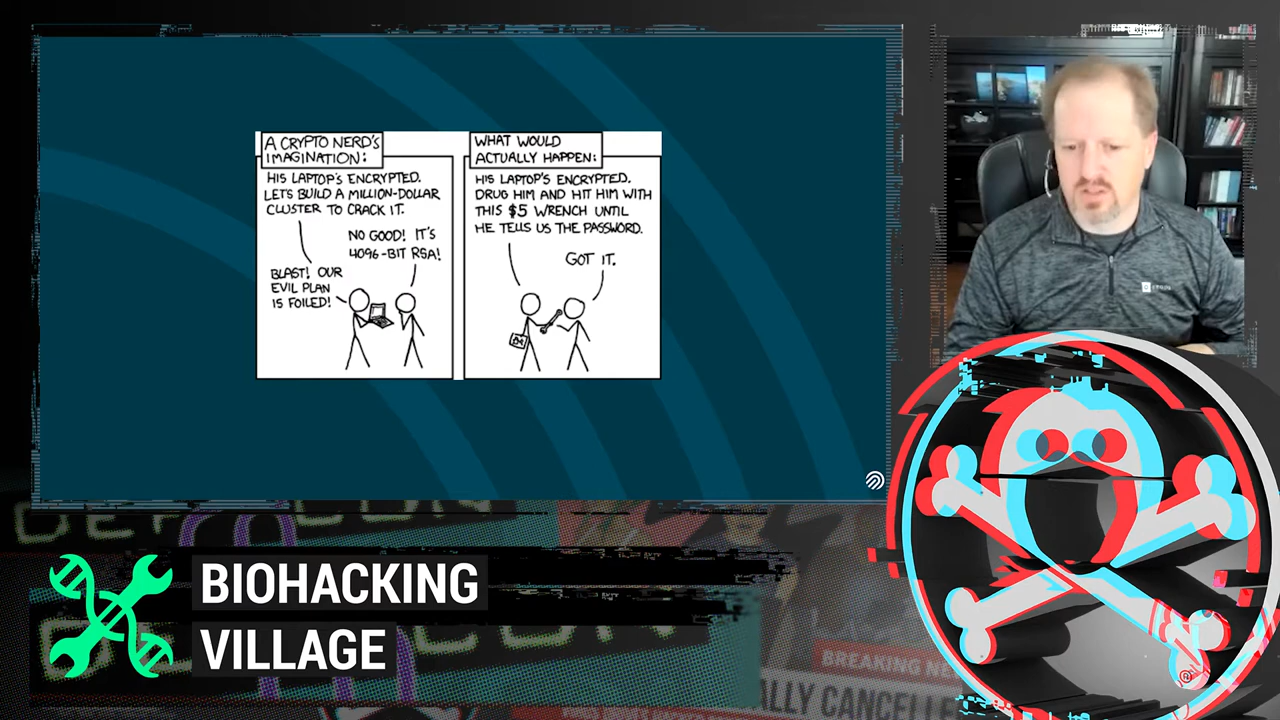 A CRYPTO NERD'S
IMAGINATION:
HIS LAPTOP'S ENCRYPTED.
LET'S BUILD A MILLION-DOLLAR
CLUSTER TO CRACK IT.
NO GOOD! IT'S
4096-BIT RSA!
BLAST! OUR
EVIL PLAN
IS FOILED!
WHAT WOULD
ACTUALLY HAPPEN:
HIS LAPTOP'S ENCRYPTED.
DRUG HIM AND HIT HIM WITH
THIS $5 WRENCH UNTIL
HE TELLS US THE PASSWORD.
GOT IT.
BIOHACKING
VILLAGE
BREAKING NE
ALLY CANCELLE